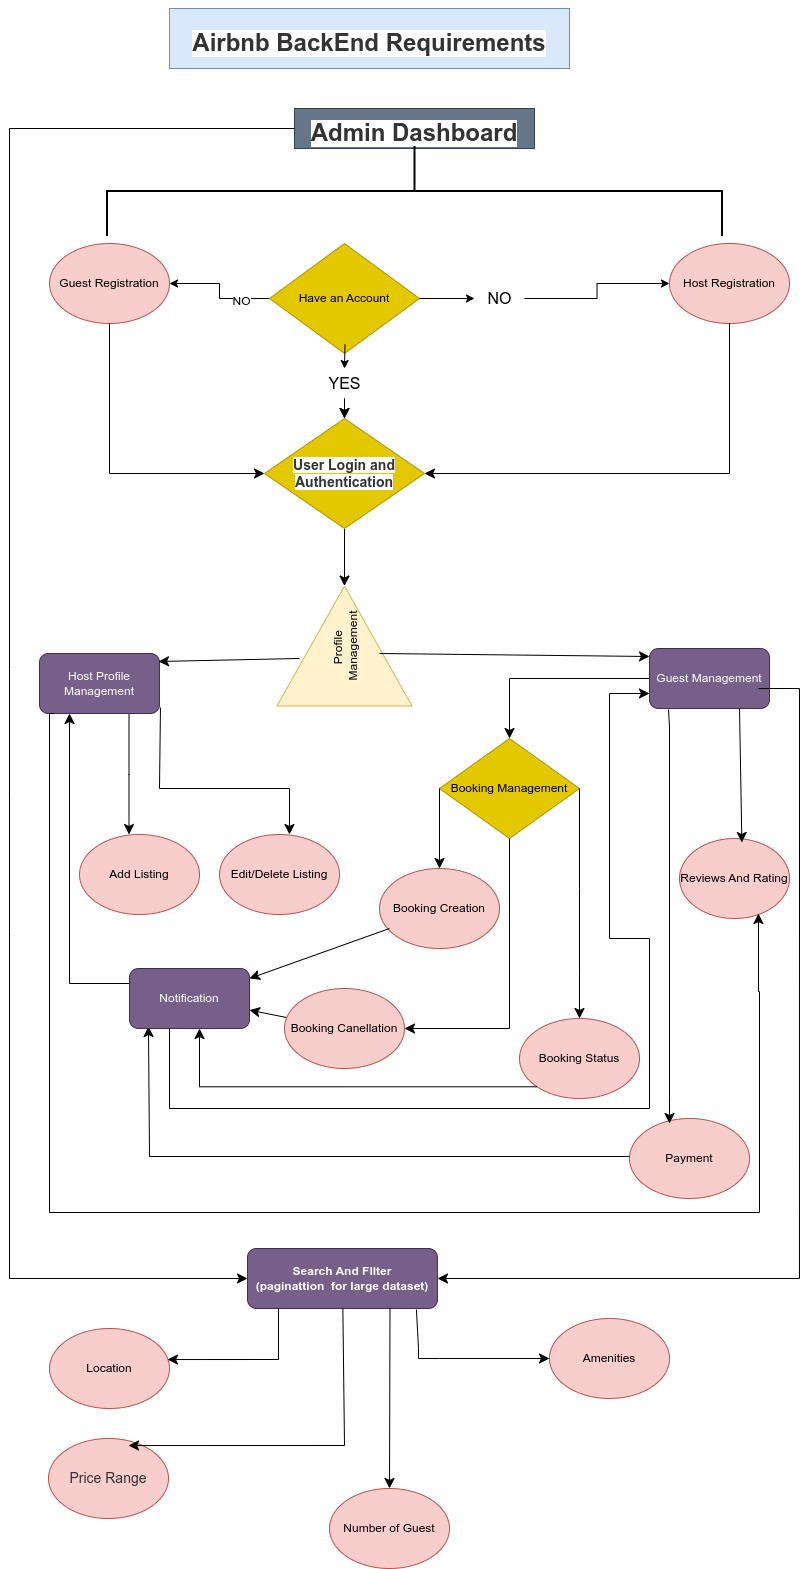 Airbnb BackEnd Requirements
Admin Dashboard
Guest Registration
NO
Have an Account
NO
Host Registration
YES
User Login and
Authentication
Profile
Management
Host Profile
Management
Guest Management
Booking Management
Add Listing
Edit/Delete Listing
Booking Creation
Reviews And Rating
Notification
Booking Canellation
Booking Status
Payment
Search And FIlter
(paginattion  for large dataset)
Location
Amenities
Price Range
Number of Guest